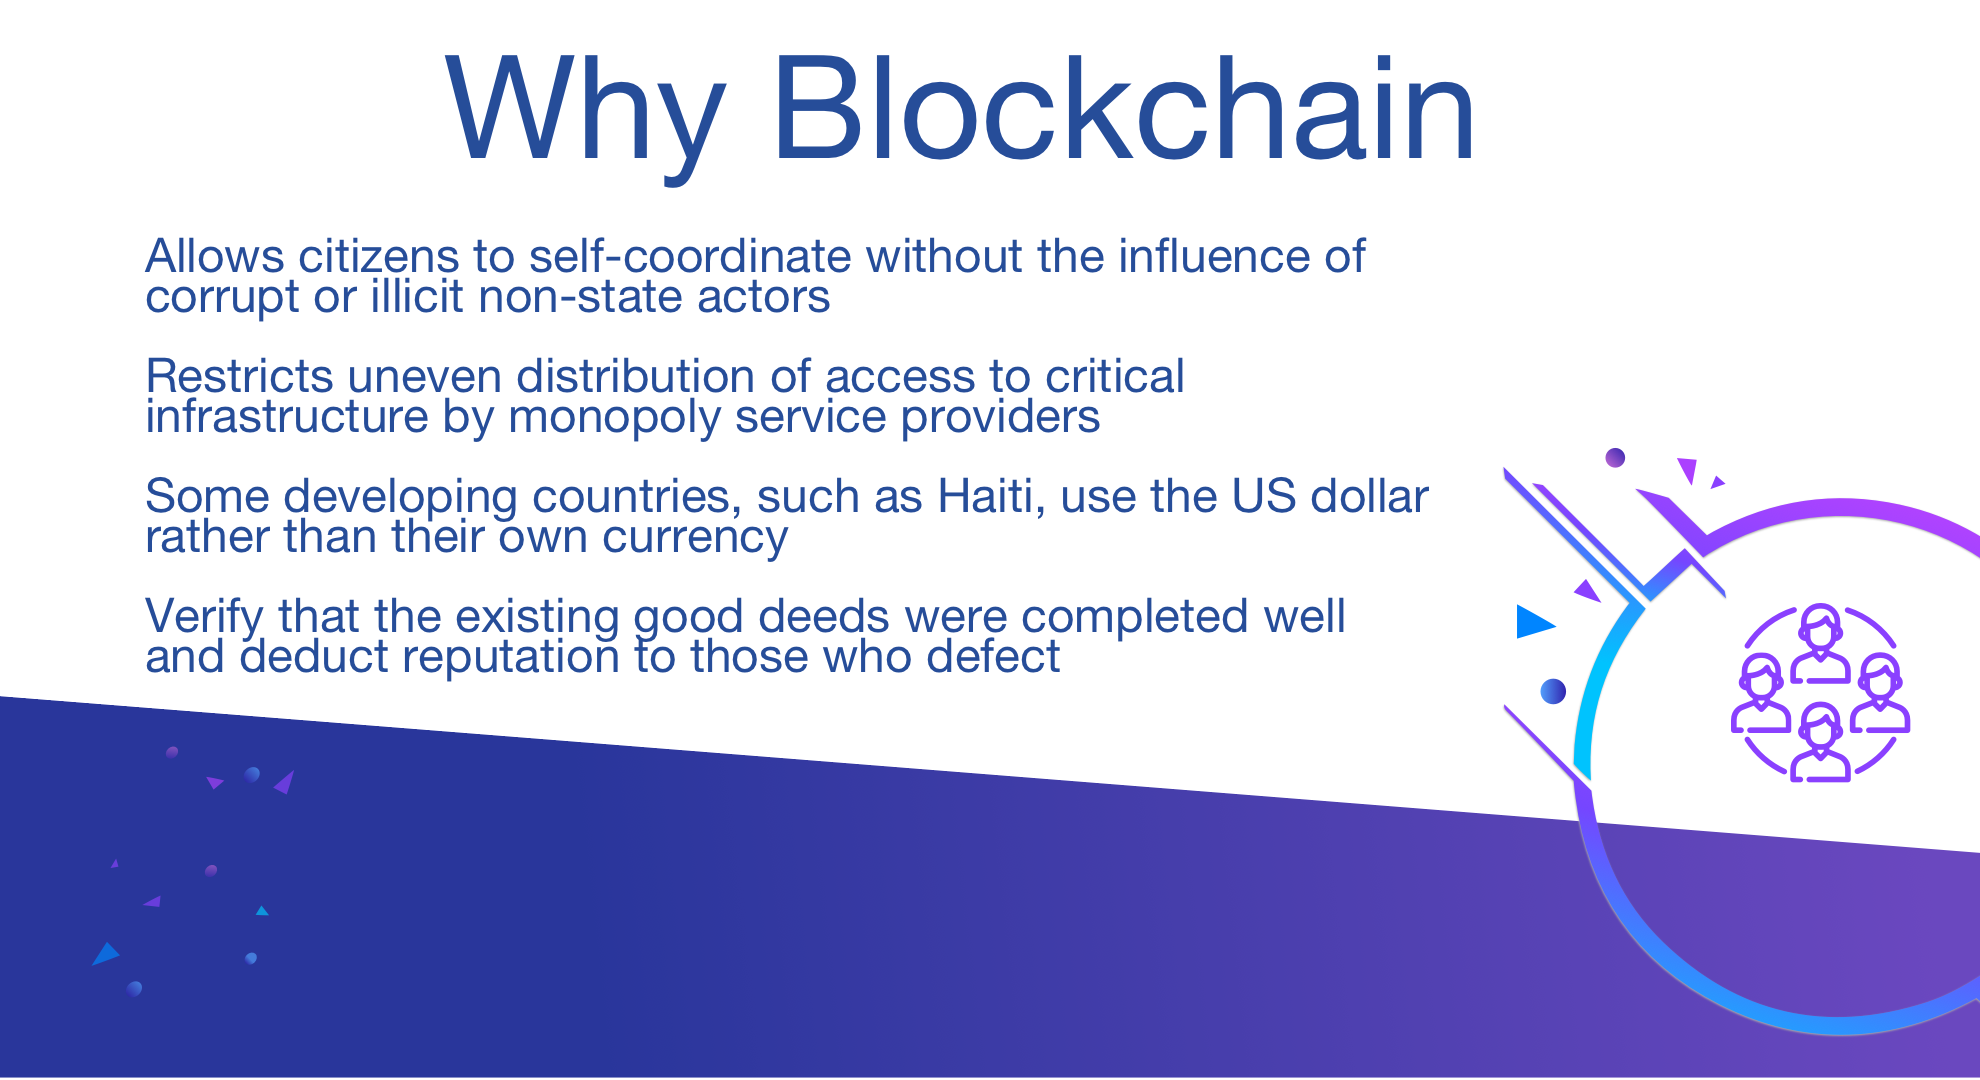 Why Blockchain
Allows citizens to self-coordinate without the influence of
corrupt or illicit non-state actors
Restricts uneven distribution of access to critical
infrastructure by monopoly service providers
Some developing countries, such as Haiti, use the US dollar
rather than their own currency
Verify that the existing good deeds were completed well
and deduct reputation to those who defect